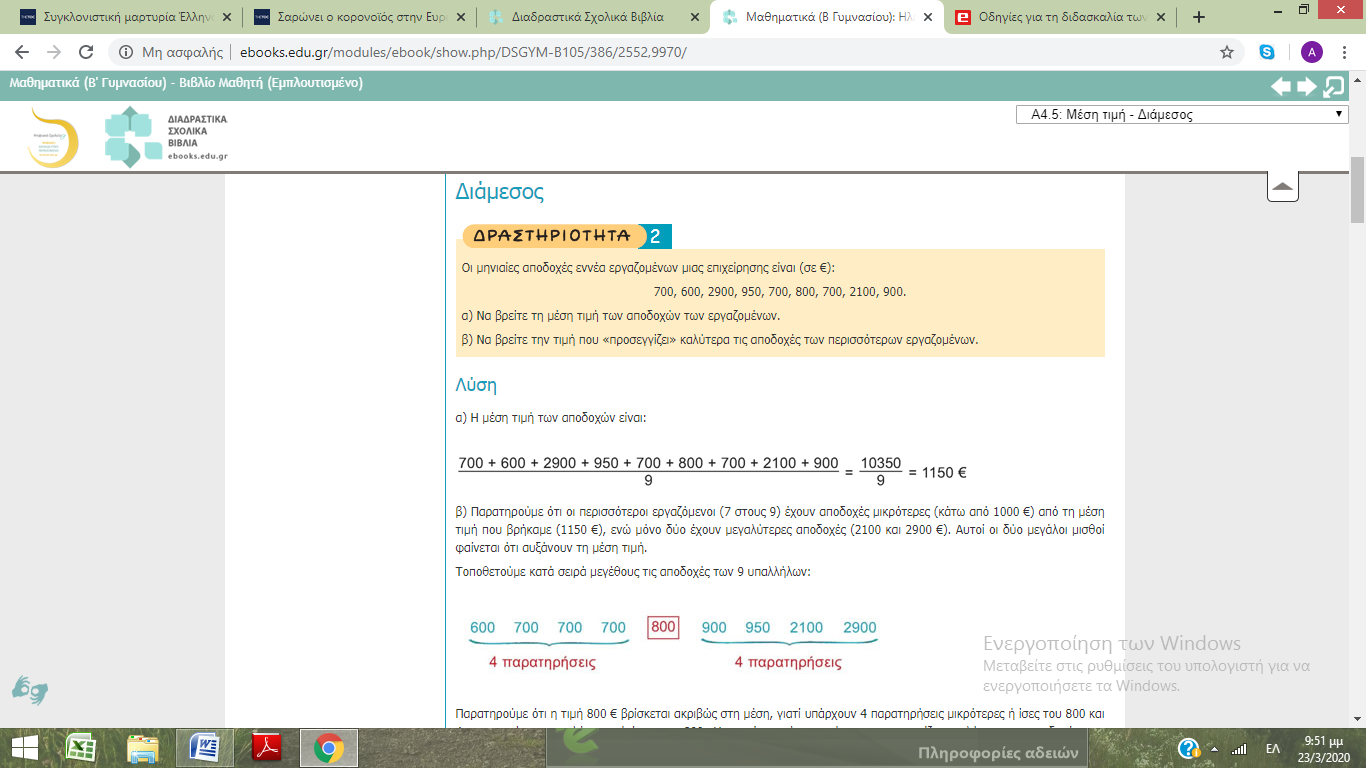 Συγκλονιστική μαρτυρία Έλλην
Σαρώνει ο κορονοϊός στην Ευρ
Διαδραστικά Σχολικά Βιβλία
Μαθηματικά (Β Γυμνασίου): Ηλ
Οδηγίες για τη διδασκαλία των
Μη ασφαλής | ebooks.edu.gr/modules/ebook/show.php/DSGYM-B105/386/2552,9970/
A
Μαθηματικά (Β' Γυμνασίου) - Βιβλίο Μαθητή (Εμπλουτισμένο)
ΔΙΑΔΡΑΣΤΙΚΑ
ΣΧΟΛΙΚΑ
ΒΙΒΛΙΑ
ebooks.edu.gr
Α4.5: Μέση τιμή - Διάμεσος
Διάμεσος
ΔΡΑΣΤΗΡΙΟΤΗΤΑ 2
Οι μηνιαίες αποδοχές εννέα εργαζομένων μιας επιχείρησης είναι (σε €):
700, 600, 2900, 950, 700, 800, 700, 2100, 900.
α) Να βρείτε τη μέση τιμή των αποδοχών των εργαζομένων.
β) Να βρείτε την τιμή που «προσεγγίζει» καλύτερα τις αποδοχές των περισσότερων εργαζομένων.
Λύση
α) Η μέση τιμή των αποδοχών είναι:
700 + 600 + 2900 + 950 + 700 + 800 + 700 + 2100 + 900
9
=
10350
9
= 1150 €
β) Παρατηρούμε ότι οι περισσότεροι εργαζόμενοι (7 στους 9) έχουν αποδοχές μικρότερες (κάτω από 1000 €) από τη μέση
τιμή που βρήκαμε (1150 €), ενώ μόνο δύο έχουν μεγαλύτερες αποδοχές (2100 και 2900 €). Αυτοί οι δύο μεγάλοι μισθοί
φαίνεται ότι αυξάνουν τη μέση τιμή.
Τοποθετούμε κατά σειρά μεγέθους τις αποδοχές των 9 υπαλλήλων:
600 700 700 700 800 900 950 2100 2900
4 παρατηρήσεις 4 παρατηρήσεις
Ενεργοποίηση των Windows
Μεταβείτε στις ρυθμίσεις του υπολογιστή για να
ενεργοποιήσετε τα Windows.
Παρατηρούμε ότι η τιμή 800 € βρίσκεται ακριβώς στη μέση, γιατί υπάρχουν 4 παρατηρήσεις μικρότερες ή ίσες του 800 και
Πληροφορίες αδειών
ΕΛ
9:51 μμ
23/3/2020